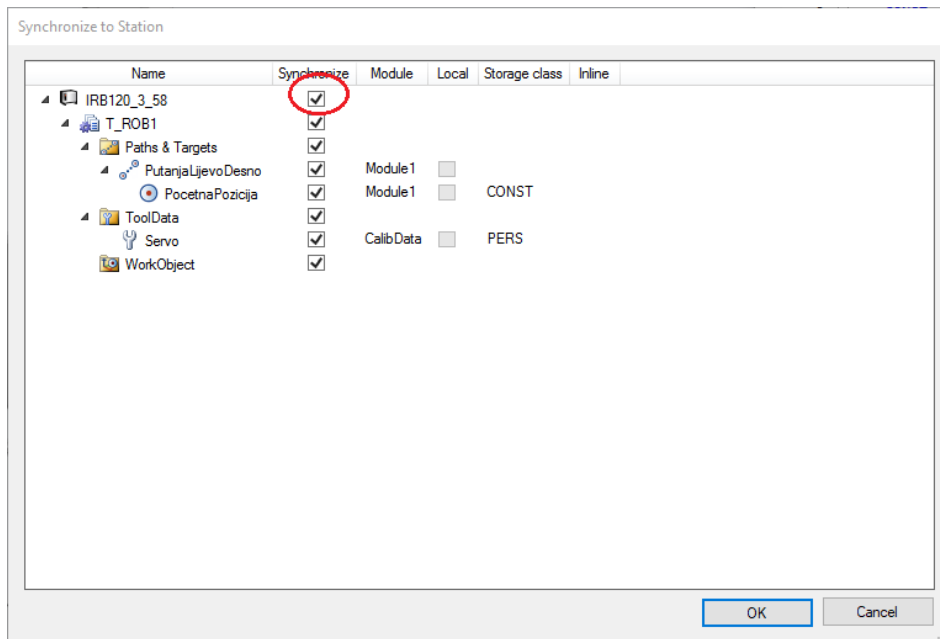 Synchronize to Station
Name Synchronize Module Local Storage class Inline
IRB120_3_58
T_ROB1
Paths & Targets
PutanjaLijevoDesno Module1
PocetnaPozicija Module1 CONST
ToolData
Servo CalibData PERS
WorkObject
OK Cancel